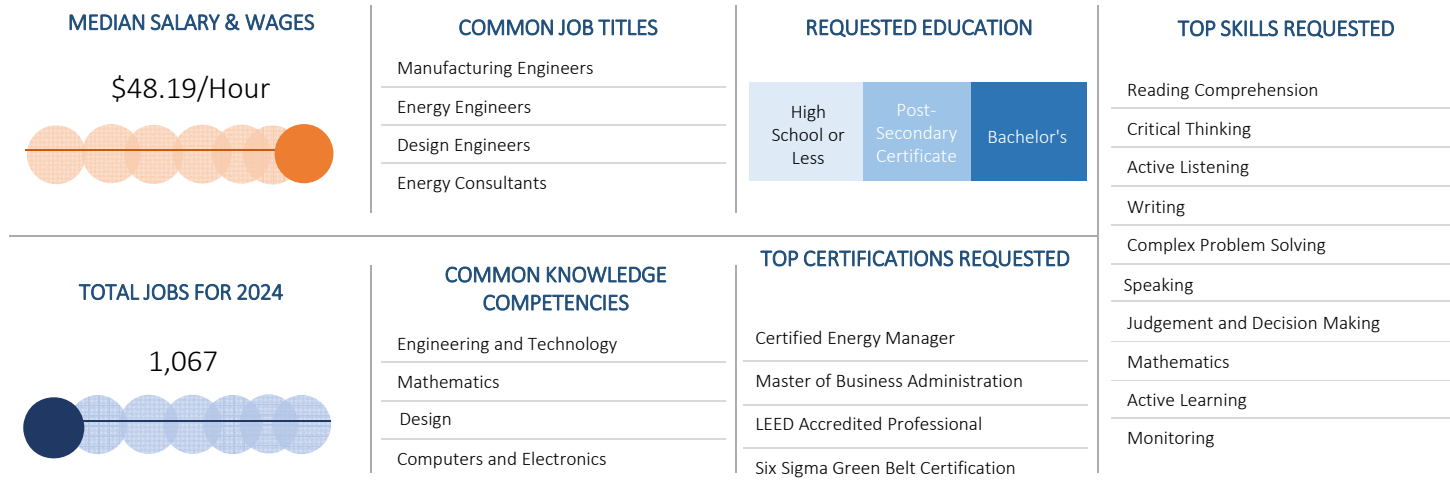 MEDIAN SALARY & WAGES
$48.19/Hour
COMMON JOB TITLES
Manufacturing Engineers
Energy Engineers
Design Engineers
Energy Consultants
REQUESTED EDUCATION
High
School or
Less
Post-
Secondary
Certificate
Bachelor's
TOTAL JOBS FOR 2024
1,067
COMMON KNOWLEDGE
COMPETENCIES
Engineering and Technology
Mathematics
Design
Computers and Electronics
TOP CERTIFICATIONS REQUESTED
Certified Energy Manager
Master of Business Administration
LEED Accredited Professional
Six Sigma Green Belt Certification
TOP SKILLS REQUESTED
Reading Comprehension
Critical Thinking
Active Listening
Writing
Complex Problem Solving
Speaking
Judgement and Decision Making
Mathematics
Active Learning
Monitoring